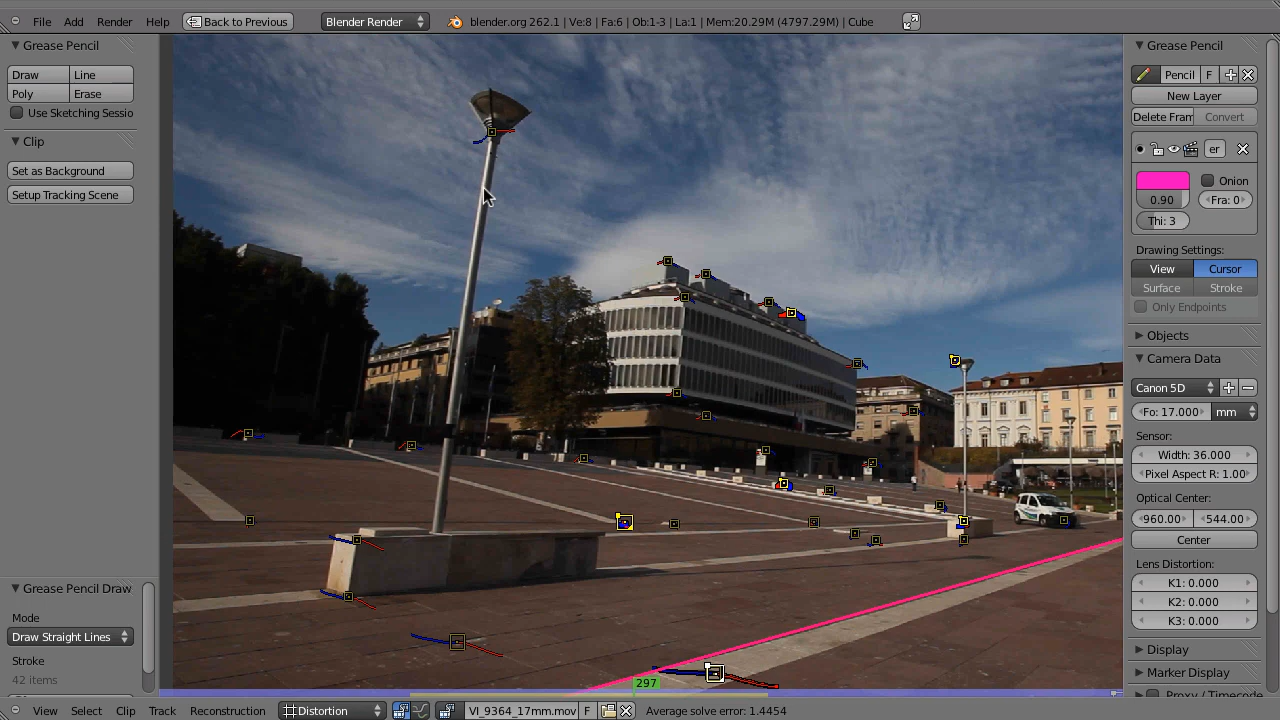 File Add Render Help Back to Previous Blender Render blender.org 262.1 | Ve:8 | Fa:6 | Ob:1-3 | La:1 | Mem:20.29M (4797.29M) | Cube
Grease Pencil
Draw Line
Poly Erase
Use Sketching Sessio
Clip
Set as Background
Setup Tracking Scene
Grease Pencil Draw
Mode
Draw Straight Lines
Stroke
42 items
297
Grease Pencil
Pencil F
New Layer
Delete Fram Convert
er
Onion
0.90 Fra: 0
Thi: 3
Drawing Settings:
View Cursor
Surface Stroke
Only Endpoints
Objects
Camera Data
Canon 5D
Fo: 17.000 mm
Sensor:
Width: 36.000
Pixel Aspect R: 1.00
Optical Center:
960.00 544.00
Center
Lens Distortion:
K1: 0.000
K2: 0.000
K3: 0.000
Display
Marker Display
Proxy / Timecode
View Select Clip Track Reconstruction Distortion VI_9364_17mm.mov F Average solve error: 1.4454